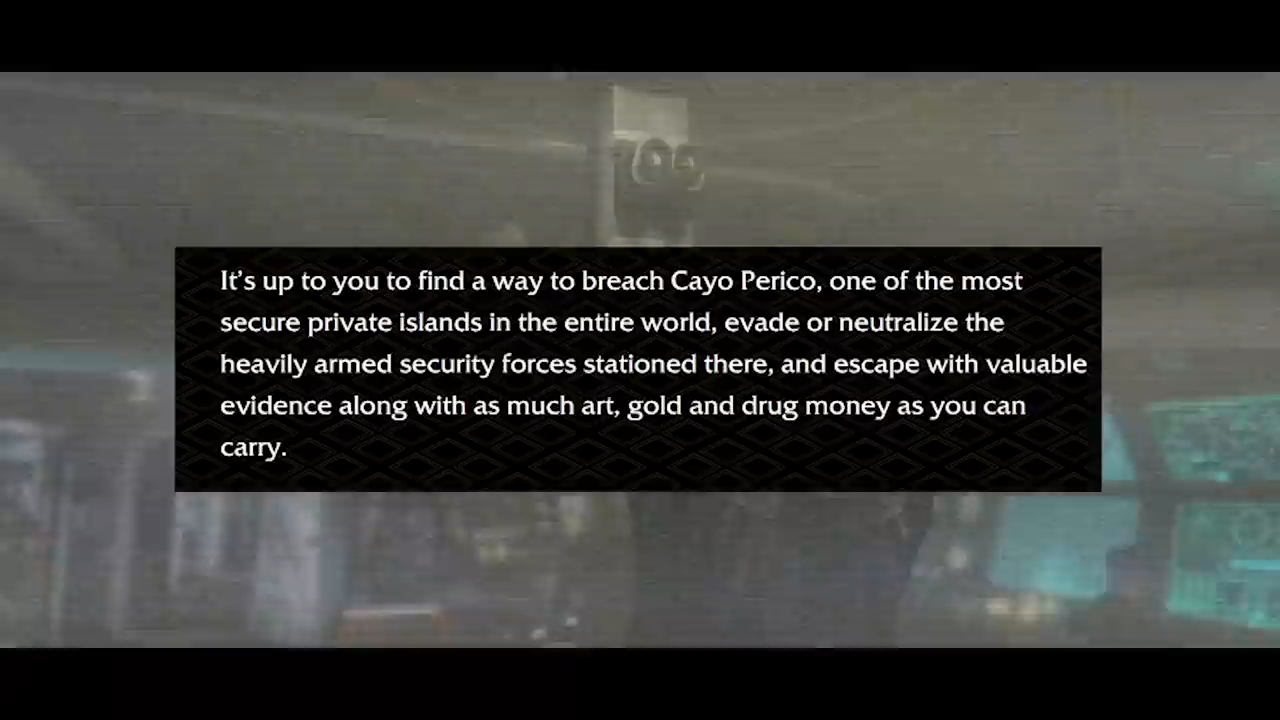 It’s up to you to find a way to breach Cayo Perico, one of the most
secure private islands in the entire world, evade or neutralize the
heavily armed security forces stationed there, and escape with valuable
evidence along with as much art, gold and drug money as you can
carry.